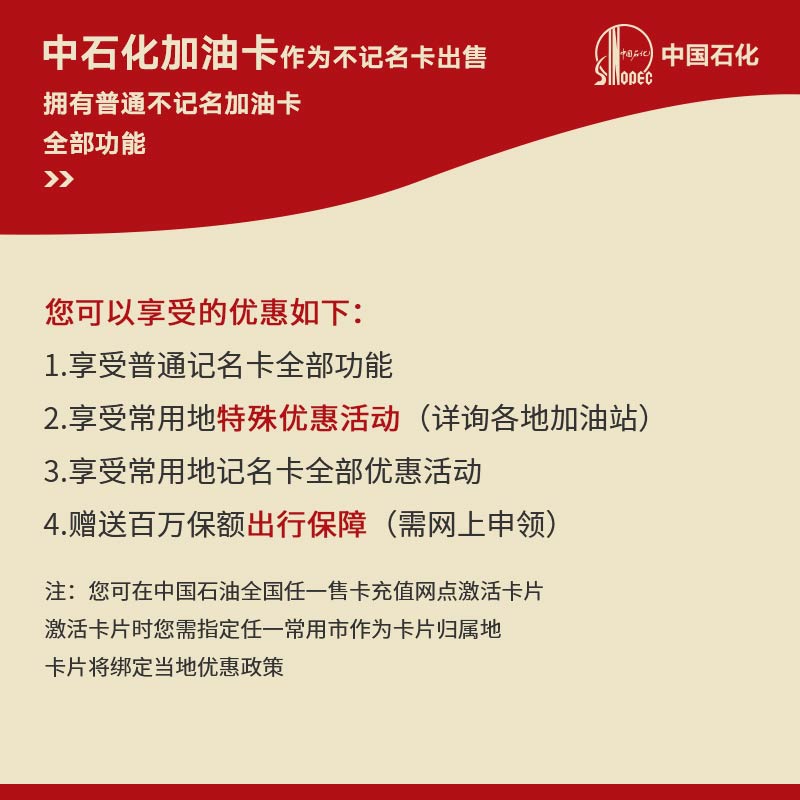 中石化加油卡作为不记名卡出售
拥有普通不记名加油卡
全部功能
中国石化
SINOPEC
中国石化
您可以享受的优惠如下：
1.享受普通记名卡全部功能
2.享受常用地特殊优惠活动（详询各地加油站）
3.享受常用地记名卡全部优惠活动
4.赠送百万保额出行保障（需网上申领）
注：您可在中国石油全国任一售卡充值网点激活卡片
激活卡片时您需指定任一常用市作为卡片归属地
卡片将绑定当地优惠政策